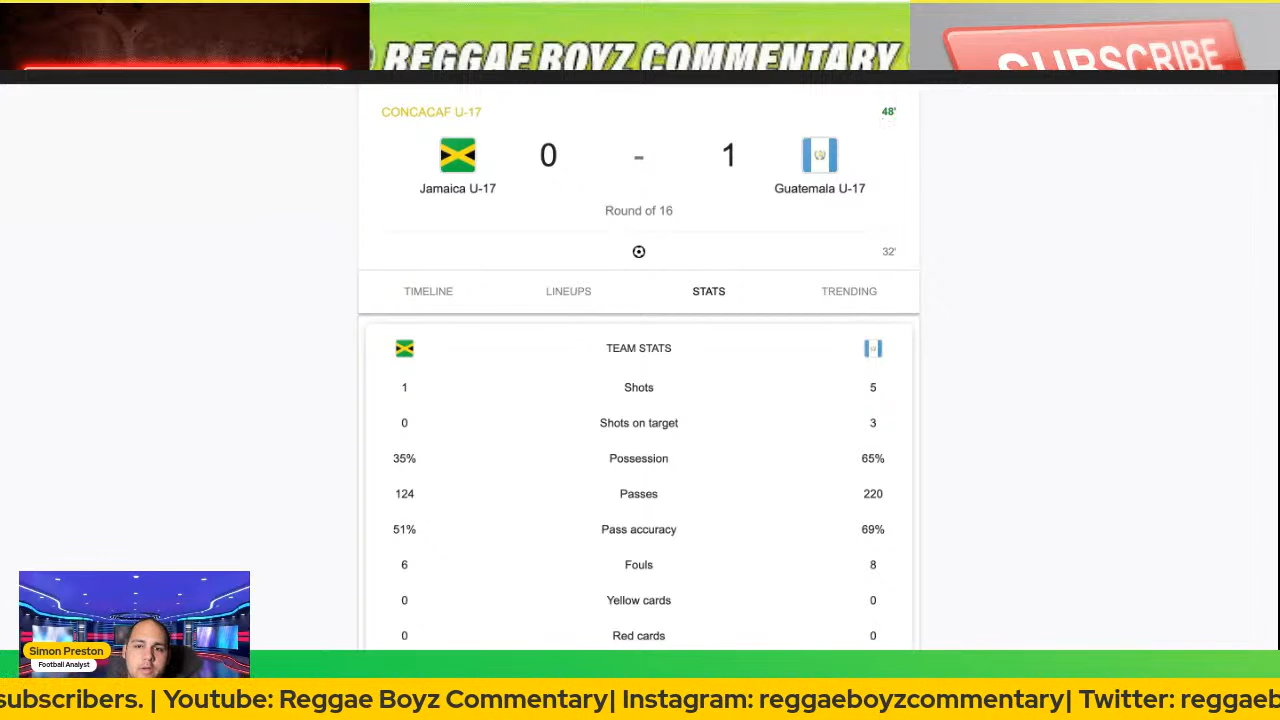 REGGAE BOYZ COMMENTARY
SUBSCRIBE
CONCACAF U-17
48'
0 - 1
Jamaica U-17
Guatemala U-17
Round of 16
32'
TIMELINE LINEUPS STATS TRENDING
TEAM STATS
1 Shots 5
0 Shots on target 3
35% Possession 65%
124 Passes 220
51% Pass accuracy 69%
6 Fouls 8
0 Yellow cards 0
0 Red cards 0
Simon Preston
Football Analyst
subscribers. | Youtube: Reggae Boyz Commentary| Instagram: reggaeboyzcommentary| Twitter: reggaeb